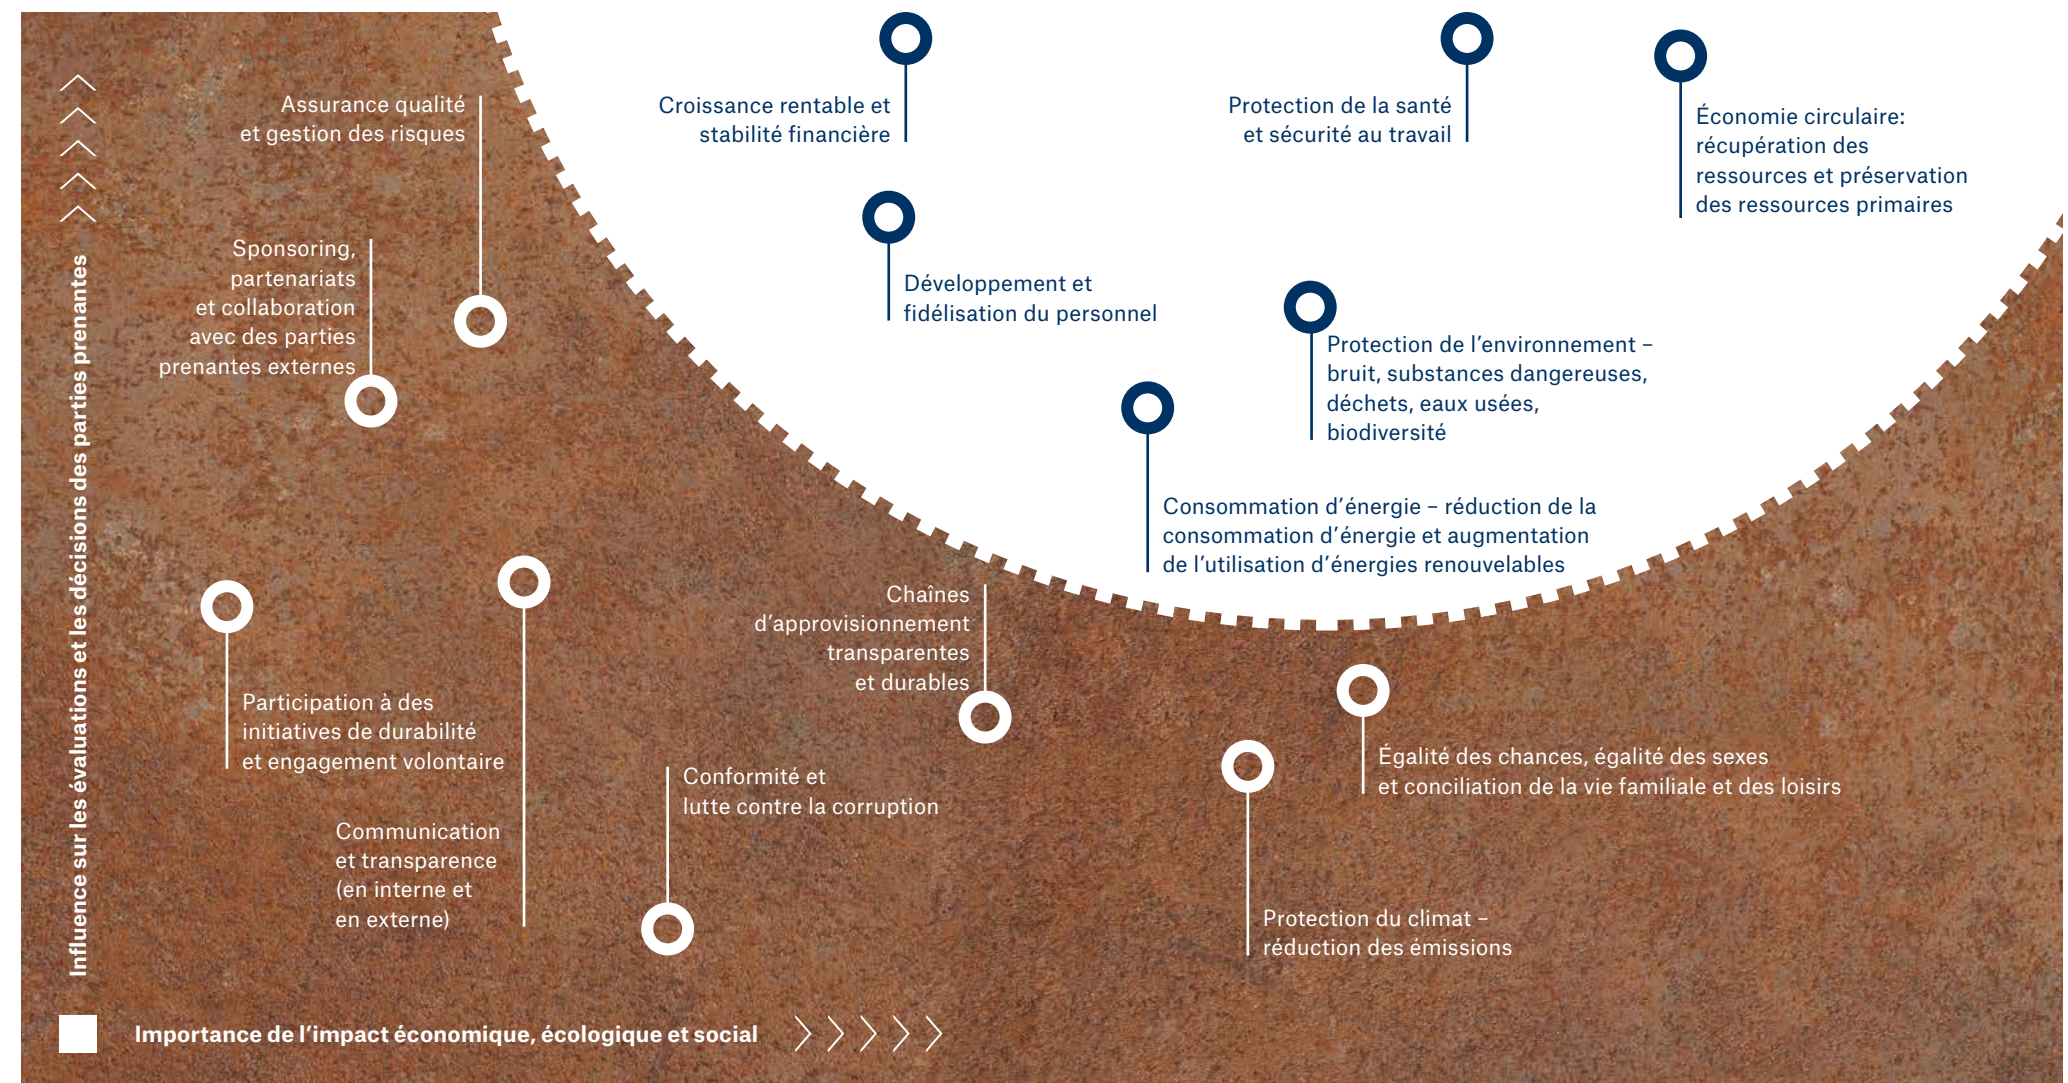 Assurance qualité
et gestion des risques
Croissance rentable et
stabilité financière
Protection de la santé
et sécurité au travail
Économie circulaire:
récupération des
ressources et préservation
des ressources primaires
Sponsoring,
partenariats
et collaboration
avec des parties
prenantes externes
Développement et
fidélisation du personnel
Protection de l’environnement –
bruit, substances dangereuses,
déchets, eaux usées,
biodiversité
Consommation d’énergie – réduction de la
consommation d’énergie et augmentation
de l’utilisation d’énergies renouvelables
Influence sur les évaluations et les décisions des parties prenantes
Chaînes
d’approvisionnement
transparentes
et durables
Participation à des
initiatives de durabilité
et engagement volontaire
Égalité des chances, égalité des sexes
et conciliation de la vie familiale et des loisirs
Conformité et
lutte contre la corruption
Communication
et transparence
(en interne et
en externe)
Protection du climat –
réduction des émissions
Importance de l’impact économique, écologique et social